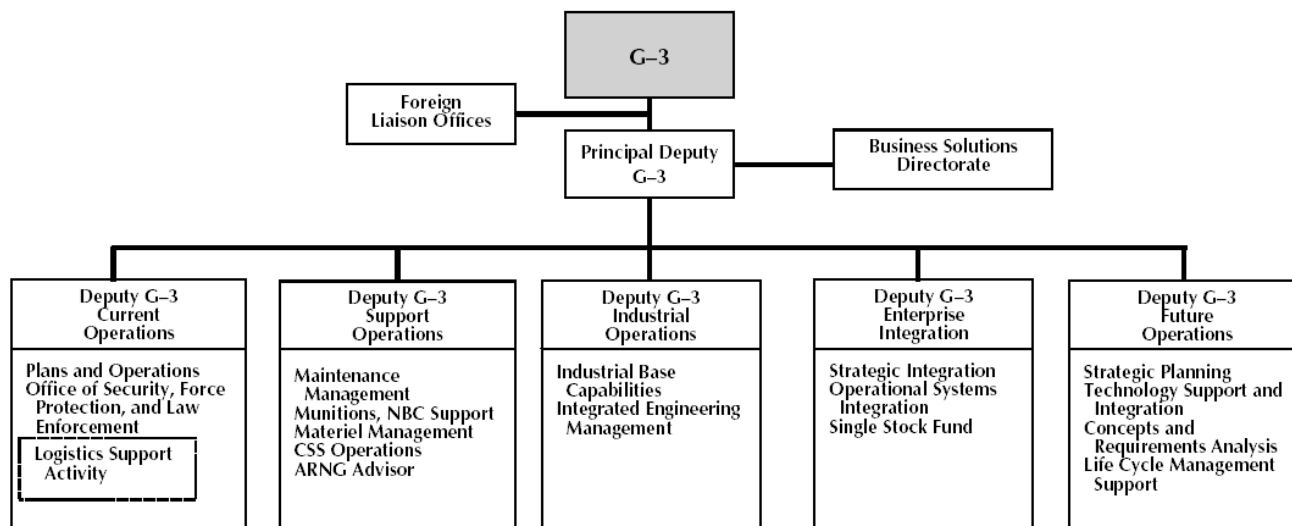 G–3
Foreign
Liaison Offices
Principal Deputy
G–3
Business Solutions
Directorate
Deputy G–3
Current
Operations
Plans and Operations
Office of Security, Force
Protection, and Law
Enforcement
Logistics Support
Activity
Deputy G–3
Support
Operations
Maintenance
Management
Munitions, NBC Support
Materiel Management
CSS Operations
ARNG Advisor
Deputy G–3
Industrial
Operations
Industrial Base
Capabilities
Integrated Engineering
Management
Deputy G–3
Enterprise
Integration
Strategic Integration
Operational Systems
Integration
Single Stock Fund
Deputy G–3
Future
Operations
Strategic Planning
Technology Support and
Integration
Concepts and
Requirements Analysis
Life Cycle Management
Support